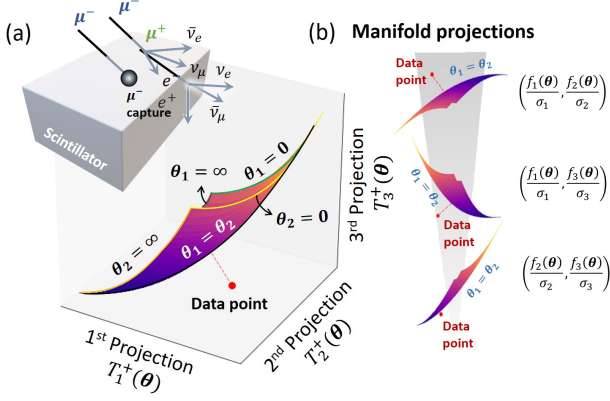 (a)
μ⁻
μ⁻
μ⁺
ν̄ₑ
ν_μ
νₑ
e
e⁺
ν̄_μ
μ⁻
capture
Scintillator
θ₁ = ∞
θ₁ = 0
θ₂ = 0
θ₂ = ∞
θ₁ = θ₂
Data point
1ˢᵗ Projection
T₁⁺(θ)
2ⁿᵈ Projection
T₂⁺(θ)
3ʳᵈ Projection
T₃⁺(θ)
(b) Manifold projections
Data
point
θ₁ = θ₂
(f₁(θ)/σ₁, f₂(θ)/σ₂)
θ₁ = θ₂
Data
point
(f₁(θ)/σ₁, f₃(θ)/σ₃)
θ₁ = θ₂
Data
point
(f₂(θ)/σ₂, f₃(θ)/σ₃)